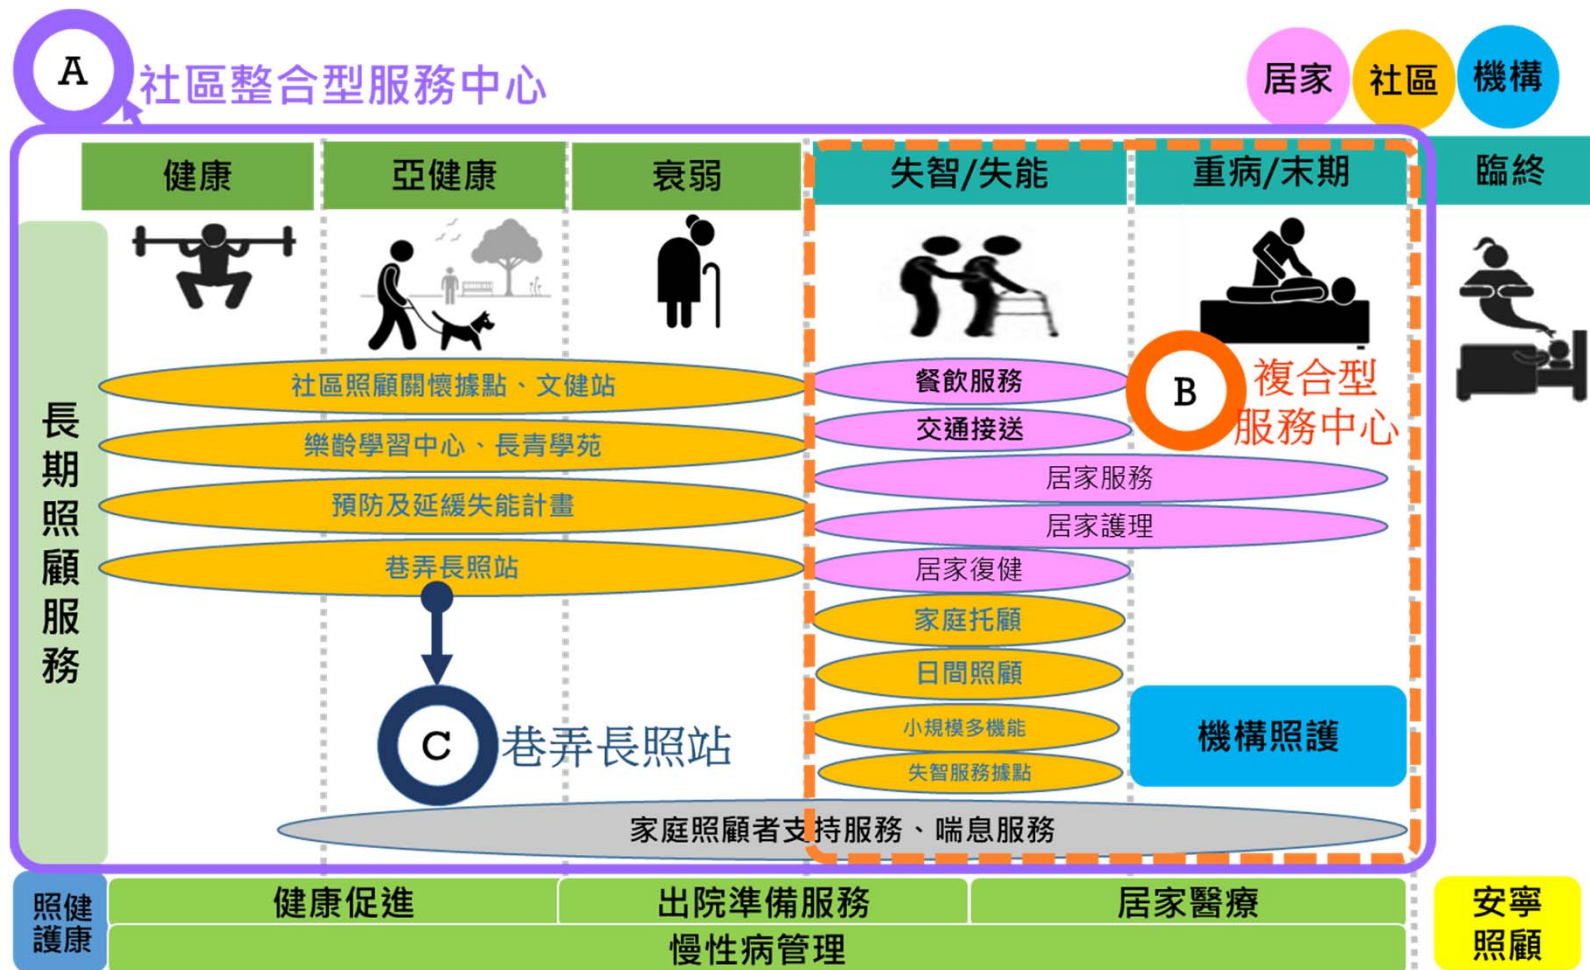 A
社區整合型服務中心
居家
社區
機構
健康
亞健康
衰弱
失智/失能
重病/末期
臨終
長期照顧服務
社區照顧關懷據點、文健站
樂齡學習中心、長青學苑
預防及延緩失能計畫
巷弄長照站
餐飲服務
交通接送
B
複合型
服務中心
居家服務
居家護理
居家復健
家庭托顧
日間照顧
小規模多機能
失智服務據點
C
巷弄長照站
機構照護
家庭照顧者支持服務、喘息服務
照健
護康
健康促進
出院準備服務
居家醫療
慢性病管理
安寧
照顧